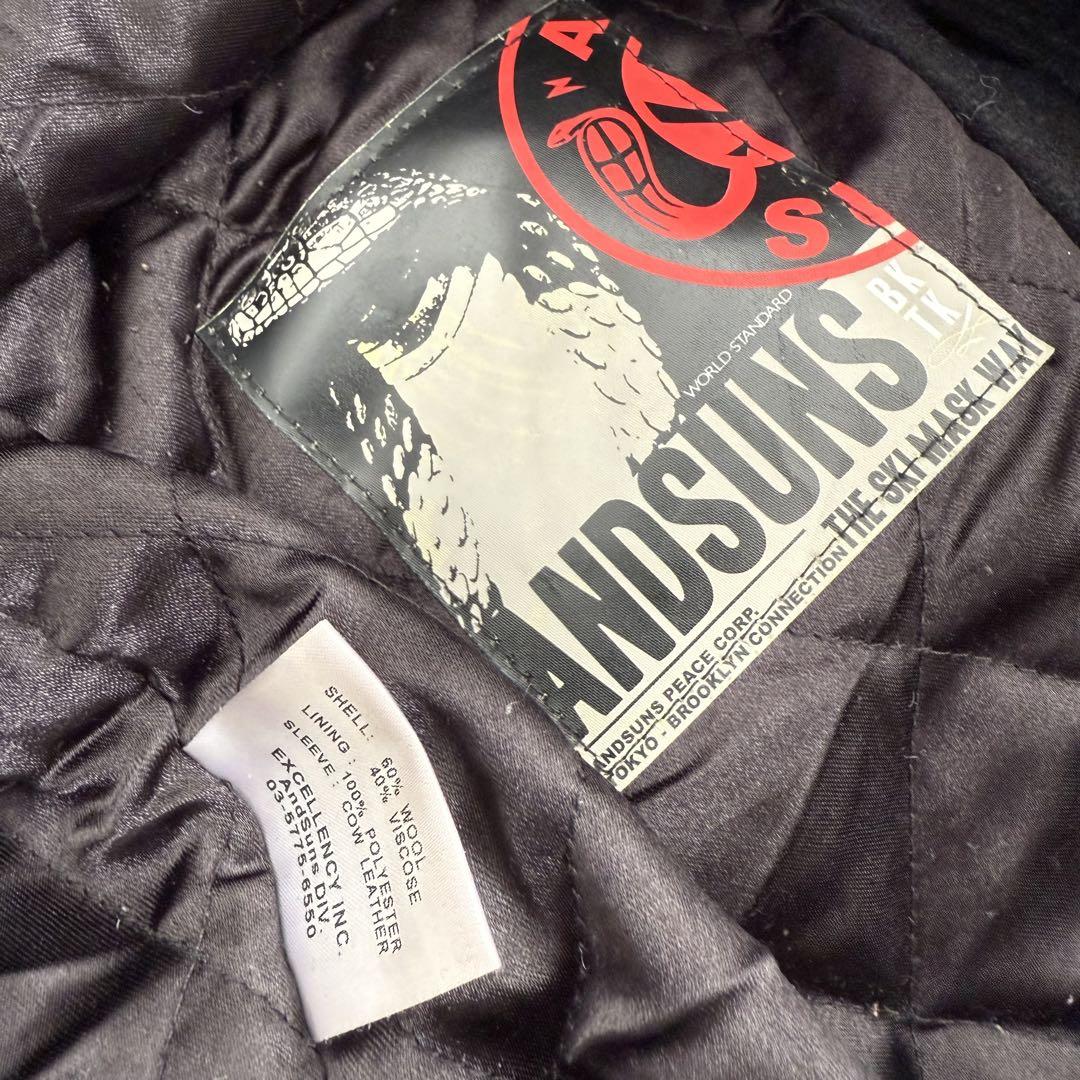 A N
S U
WORLD STANDARD
BK
TK
ANDSUNS
THE SKI MASK WAY
ANDSUNS PEACE CORP.
TOKYO - BROOKLYN CONNECTION
SHELL: 60% WOOL
40% VISCOSE
LINING : 100% POLYESTER
SLEEVE : COW LEATHER
EXCELLENCY INC.
AndSuns DIV.
03-5775-6550